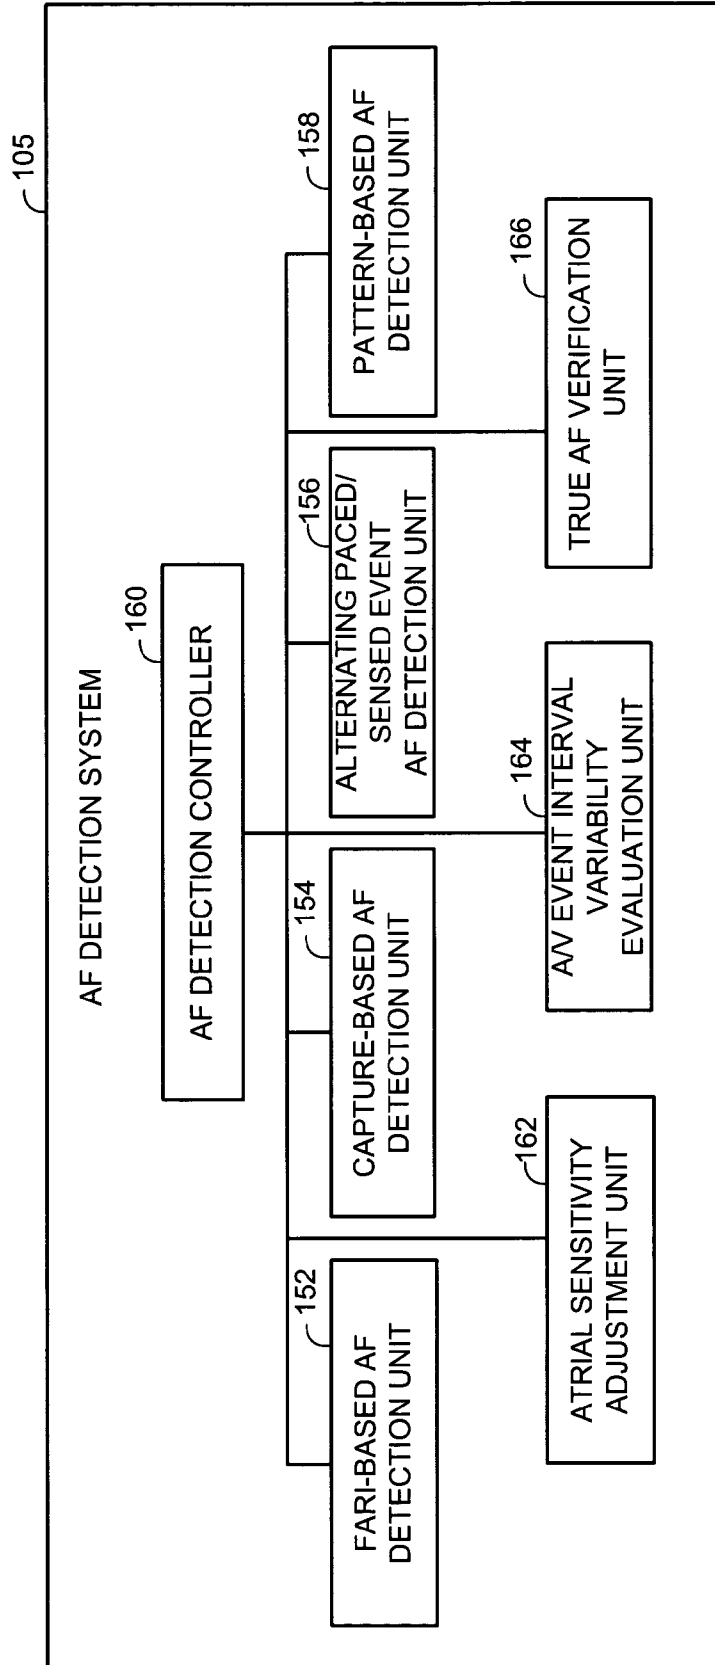 105
AF DETECTION SYSTEM
160
AF DETECTION CONTROLLER
152
FARI-BASED AF
DETECTION UNIT
154
CAPTURE-BASED AF
DETECTION UNIT
156
ALTERNATING PACED/
SENSED EVENT
AF DETECTION UNIT
158
PATTERN-BASED AF
DETECTION UNIT
162
ATRIAL SENSITIVITY
ADJUSTMENT UNIT
164
A/V EVENT INTERVAL
VARIABILITY
EVALUATION UNIT
166
TRUE AF VERIFICATION
UNIT